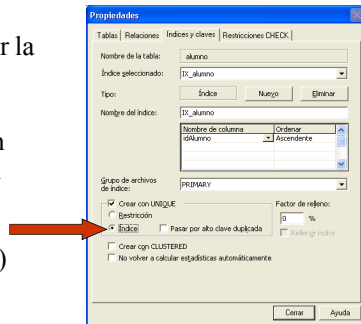 r la
n
)
Propiedades
Tablas Relaciones Índices y claves Restricciones CHECK
Nombre de la tabla: alumno
Índice seleccionado: IX_alumno
Tipo: Índice Nuevo Eliminar
Nombre del índice: IX_alumno
Nombre de columna Ordenar
idAlumno Ascendente
Grupo de archivos de índice: PRIMARY
Crear con UNIQUE Factor de relleno:
Restricción 0 %
Índice Pasar por alto clave duplicada Rellenar índice
Crear con CLUSTERED
No volver a calcular estadísticas automáticamente
Cerrar Ayuda